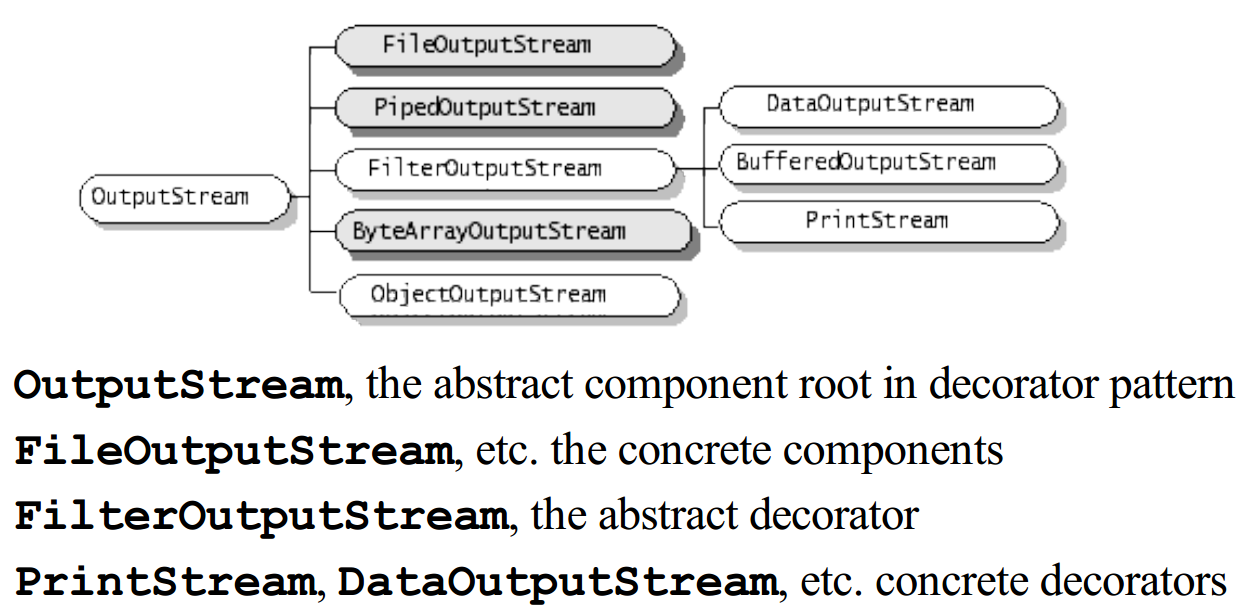 FileOutputStream
PipedOutputStream
DataOutputStream
FilterOutputStream
BufferedOutputStream
OutputStream
ByteArrayOutputStream
PrintStream
ObjectOutputStream
OutputStream, the abstract component root in decorator pattern
FileOutputStream, etc. the concrete components
FilterOutputStream, the abstract decorator
PrintStream, DataOutputStream, etc. concrete decorators